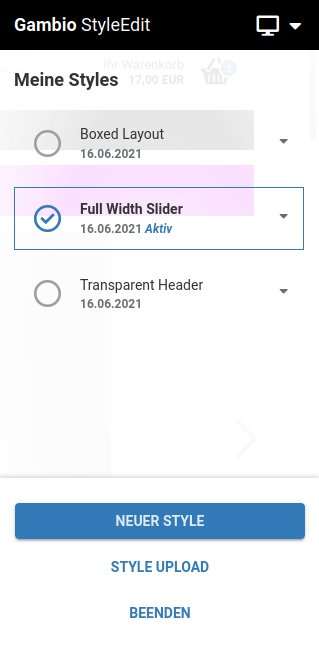 Gambio StyleEdit
Ihr Warenkorb
17,00 EUR
1
Meine Styles
Boxed Layout
16.06.2021
Full Width Slider
16.06.2021 Aktiv
Transparent Header
16.06.2021
NEUER STYLE
STYLE UPLOAD
BEENDEN